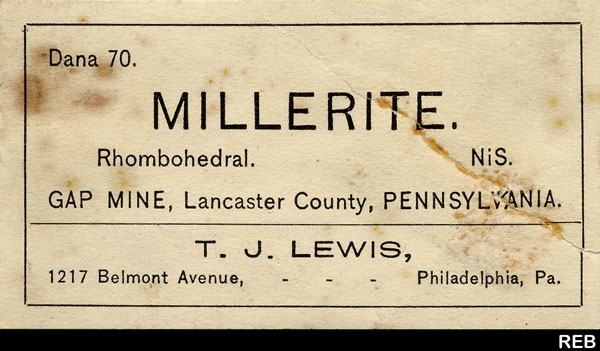 Dana 70.
MILLERITE.
Rhombohedral. NiS.
GAP MINE, Lancaster County, PENNSYLVANIA.
T. J. LEWIS,
1217 Belmont Avenue, - - - Philadelphia, Pa.
REB